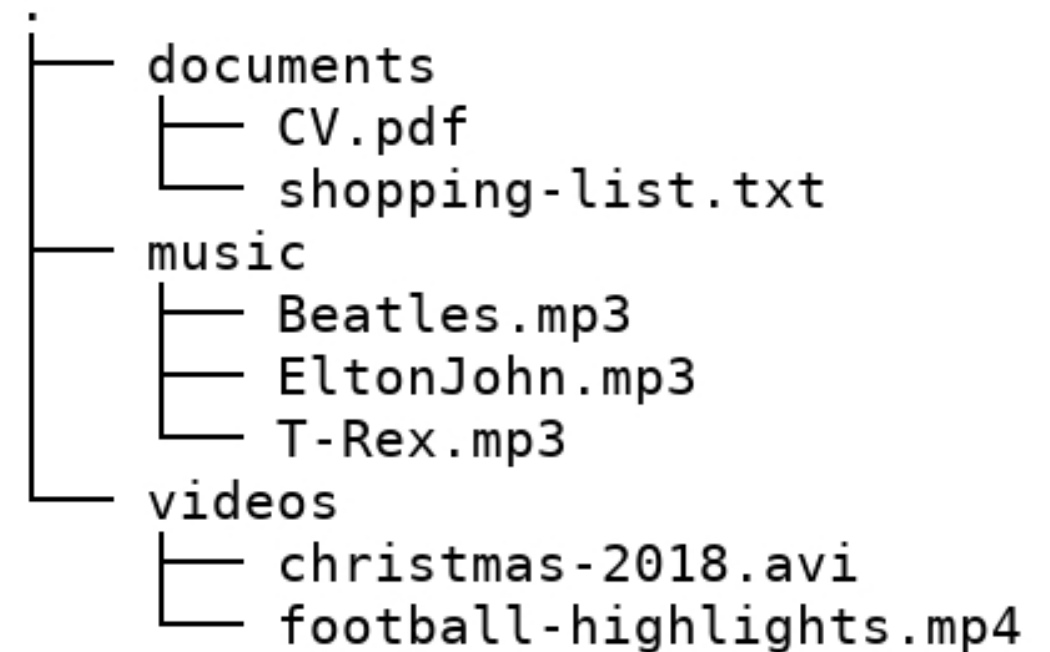 .
documents
CV.pdf
shopping-list.txt
music
Beatles.mp3
EltonJohn.mp3
T-Rex.mp3
videos
christmas-2018.avi
football-highlights.mp4